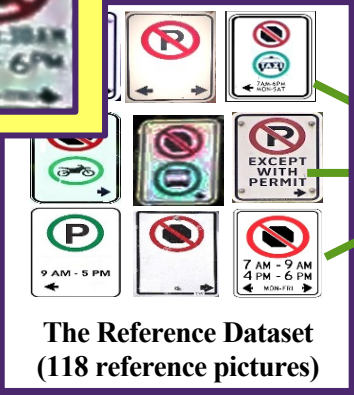 6PM
P
TAXI
7AM-6PM
MON-SAT
P
EXCEPT
WITH
PERMIT
P
9 AM - 5 PM
7 AM - 9 AM
4 PM - 6 PM
MON-FRI
The Reference Dataset
(118 reference pictures)